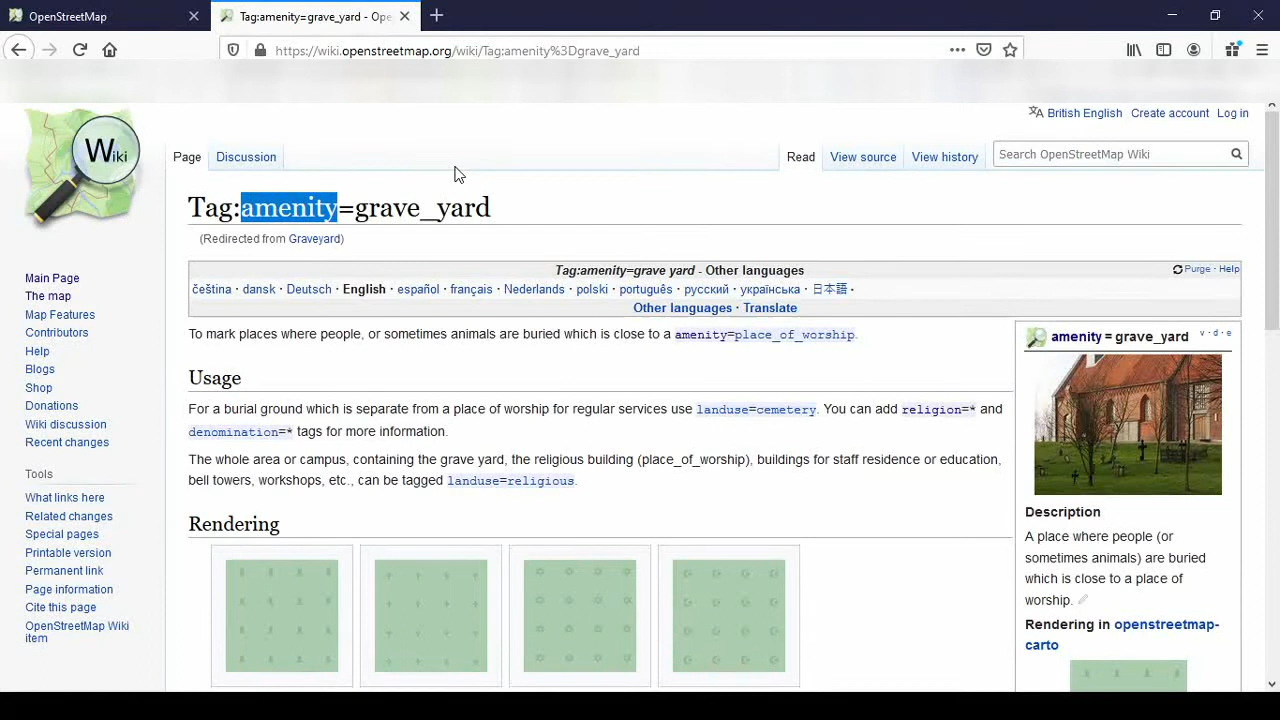 OpenStreetMap
Tag:amenity=grave_yard - Ope
https://wiki.openstreetmap.org/wiki/Tag:amenity%3Dgrave_yard
British English Create account Log in
Wiki
Page Discussion Read View source View history Search OpenStreetMap Wiki
Tag:amenity=grave_yard
(Redirected from Graveyard)
Tag:amenity=grave yard - Other languages
Purge · Help
čeština · dansk · Deutsch · English · español · français · Nederlands · polski · português · русский · українська · 日本語 ·
Other languages · Translate
To mark places where people, or sometimes animals are buried which is close to a amenity=place_of_worship.
Usage
For a burial ground which is separate from a place of worship for regular services use landuse=cemetery. You can add religion=* and
denomination=* tags for more information.
The whole area or campus, containing the grave yard, the religious building (place_of_worship), buildings for staff residence or education,
bell towers, workshops, etc., can be tagged landuse=religious.
Rendering
amenity = grave_yard
v · d · e
Description
A place where people (or
sometimes animals) are buried
which is close to a place of
worship.
Rendering in openstreetmap-
carto
Main Page
The map
Map Features
Contributors
Help
Blogs
Shop
Donations
Wiki discussion
Recent changes
Tools
What links here
Related changes
Special pages
Printable version
Permanent link
Page information
Cite this page
OpenStreetMap Wiki
item